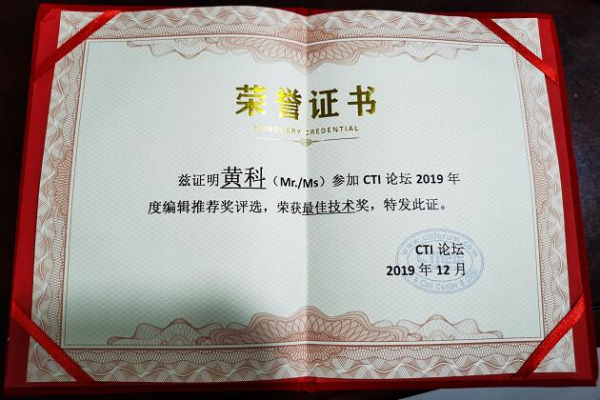 荣誉证书
HONORARY CREDENTIAL
兹证明黄科（Mr./Ms）参加 CTI 论坛 2019 年
度编辑推荐奖评选，荣获最佳技术奖，特发此证。
CTI 论坛
2019 年 12 月